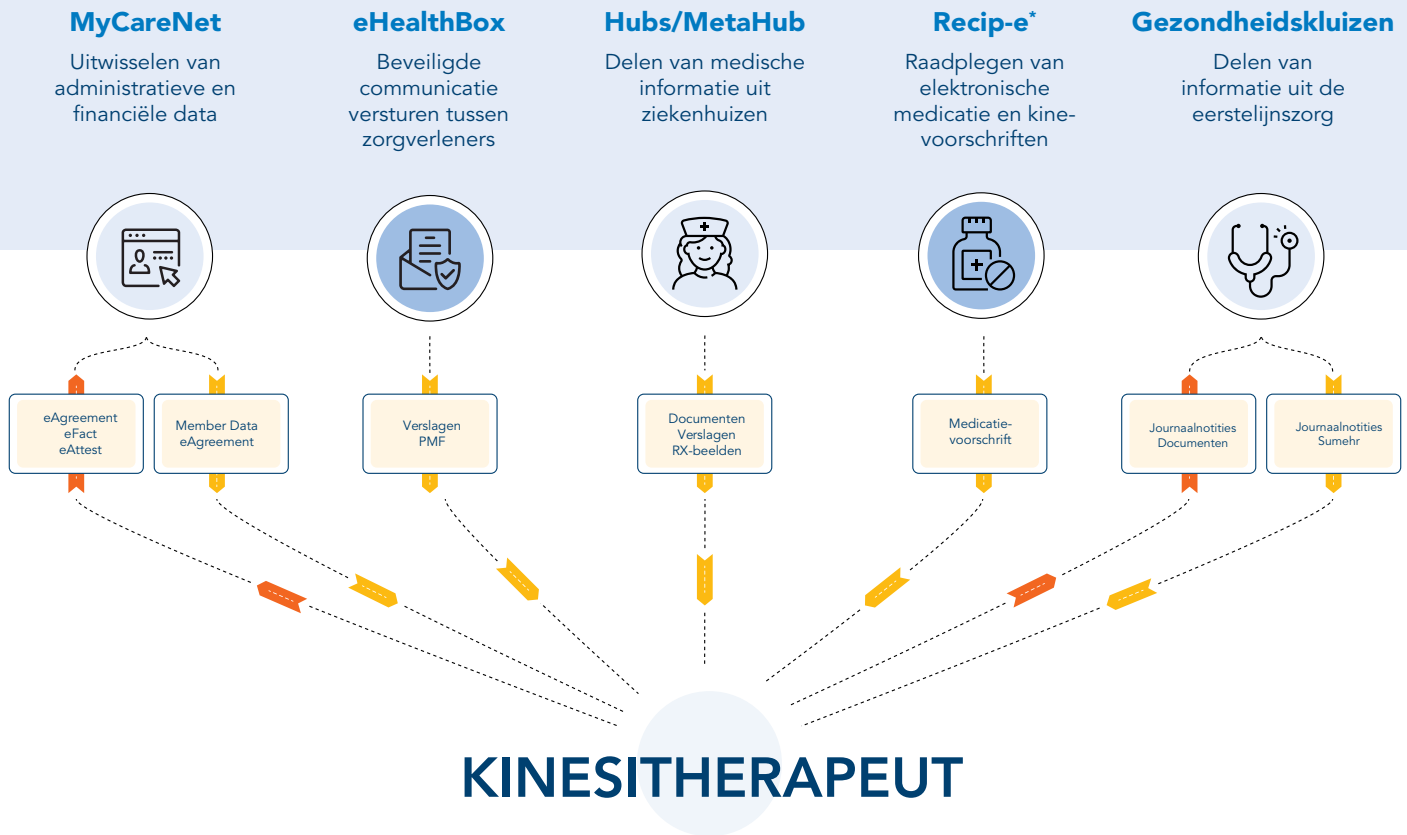 MyCareNet
Uitwisselen van
administratieve en
financiële data
eHealthBox
Beveiligde
communicatie
versturen tussen
zorgverleners
Hubs/MetaHub
Delen van medische
informatie uit
ziekenhuizen
Recip-e*
Raadplegen van
elektronische
medicatie en kine-
voorschriften
Gezondheidskluizen
Delen van
informatie uit de
eerstelijnszorg
eAgreement
eFact
eAttest
Member Data
eAgreement
Verslagen
PMF
Documenten
Verslagen
RX-beelden
Medicatie-
voorschrift
Journaalnotities
Documenten
Journaalnotities
Sumehr
KINESITHERAPEUT